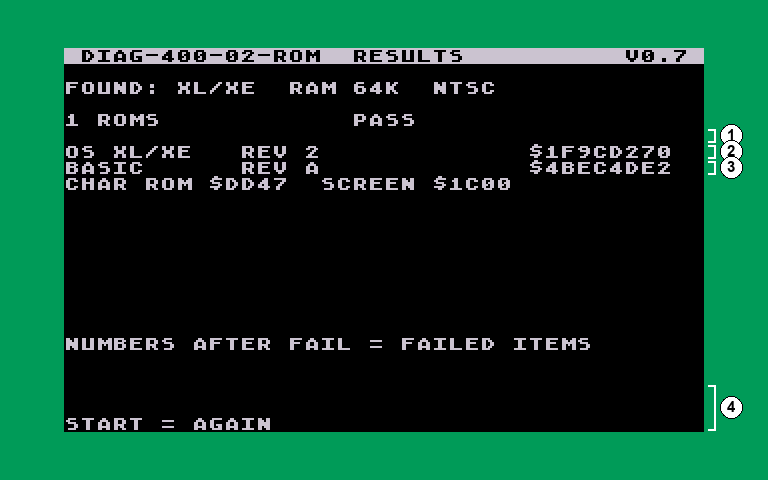 DIAG-400-02-ROM RESULTS V0.7
FOUND: XL/XE RAM 64K NTSC
1 ROMS PASS
1
OS XL/XE REV 2 $1F9CD270 2
BASIC REV A $4BEC4DE2 3
CHAR ROM $DD47 SCREEN $1C00
NUMBERS AFTER FAIL = FAILED ITEMS
4
START = AGAIN